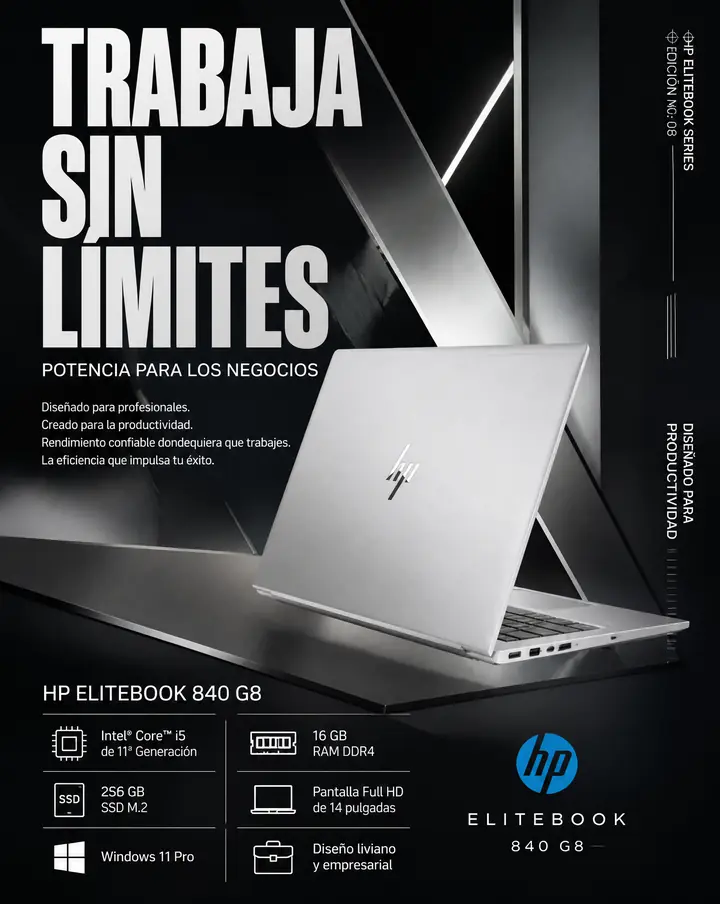 TRABAJA
SIN
LÍMITES
POTENCIA PARA LOS NEGOCIOS
Diseñado para profesionales.
Creado para la productividad.
Rendimiento confiable dondequiera que trabajes.
La eficiencia que impulsa tu éxito.
HP ELITEBOOK SERIES
EDICIÓN NO: 08
DISEÑADO PARA
PRODUCTIVIDAD
hp
HP ELITEBOOK 840 G8
Intel® Core™ i5
de 11ª Generación
16 GB
RAM DDR4
SSD
2S6 GB
SSD M.2
Pantalla Full HD
de 14 pulgadas
Windows 11 Pro
Diseño liviano
y empresarial
hp
ELITEBOOK
840 G8